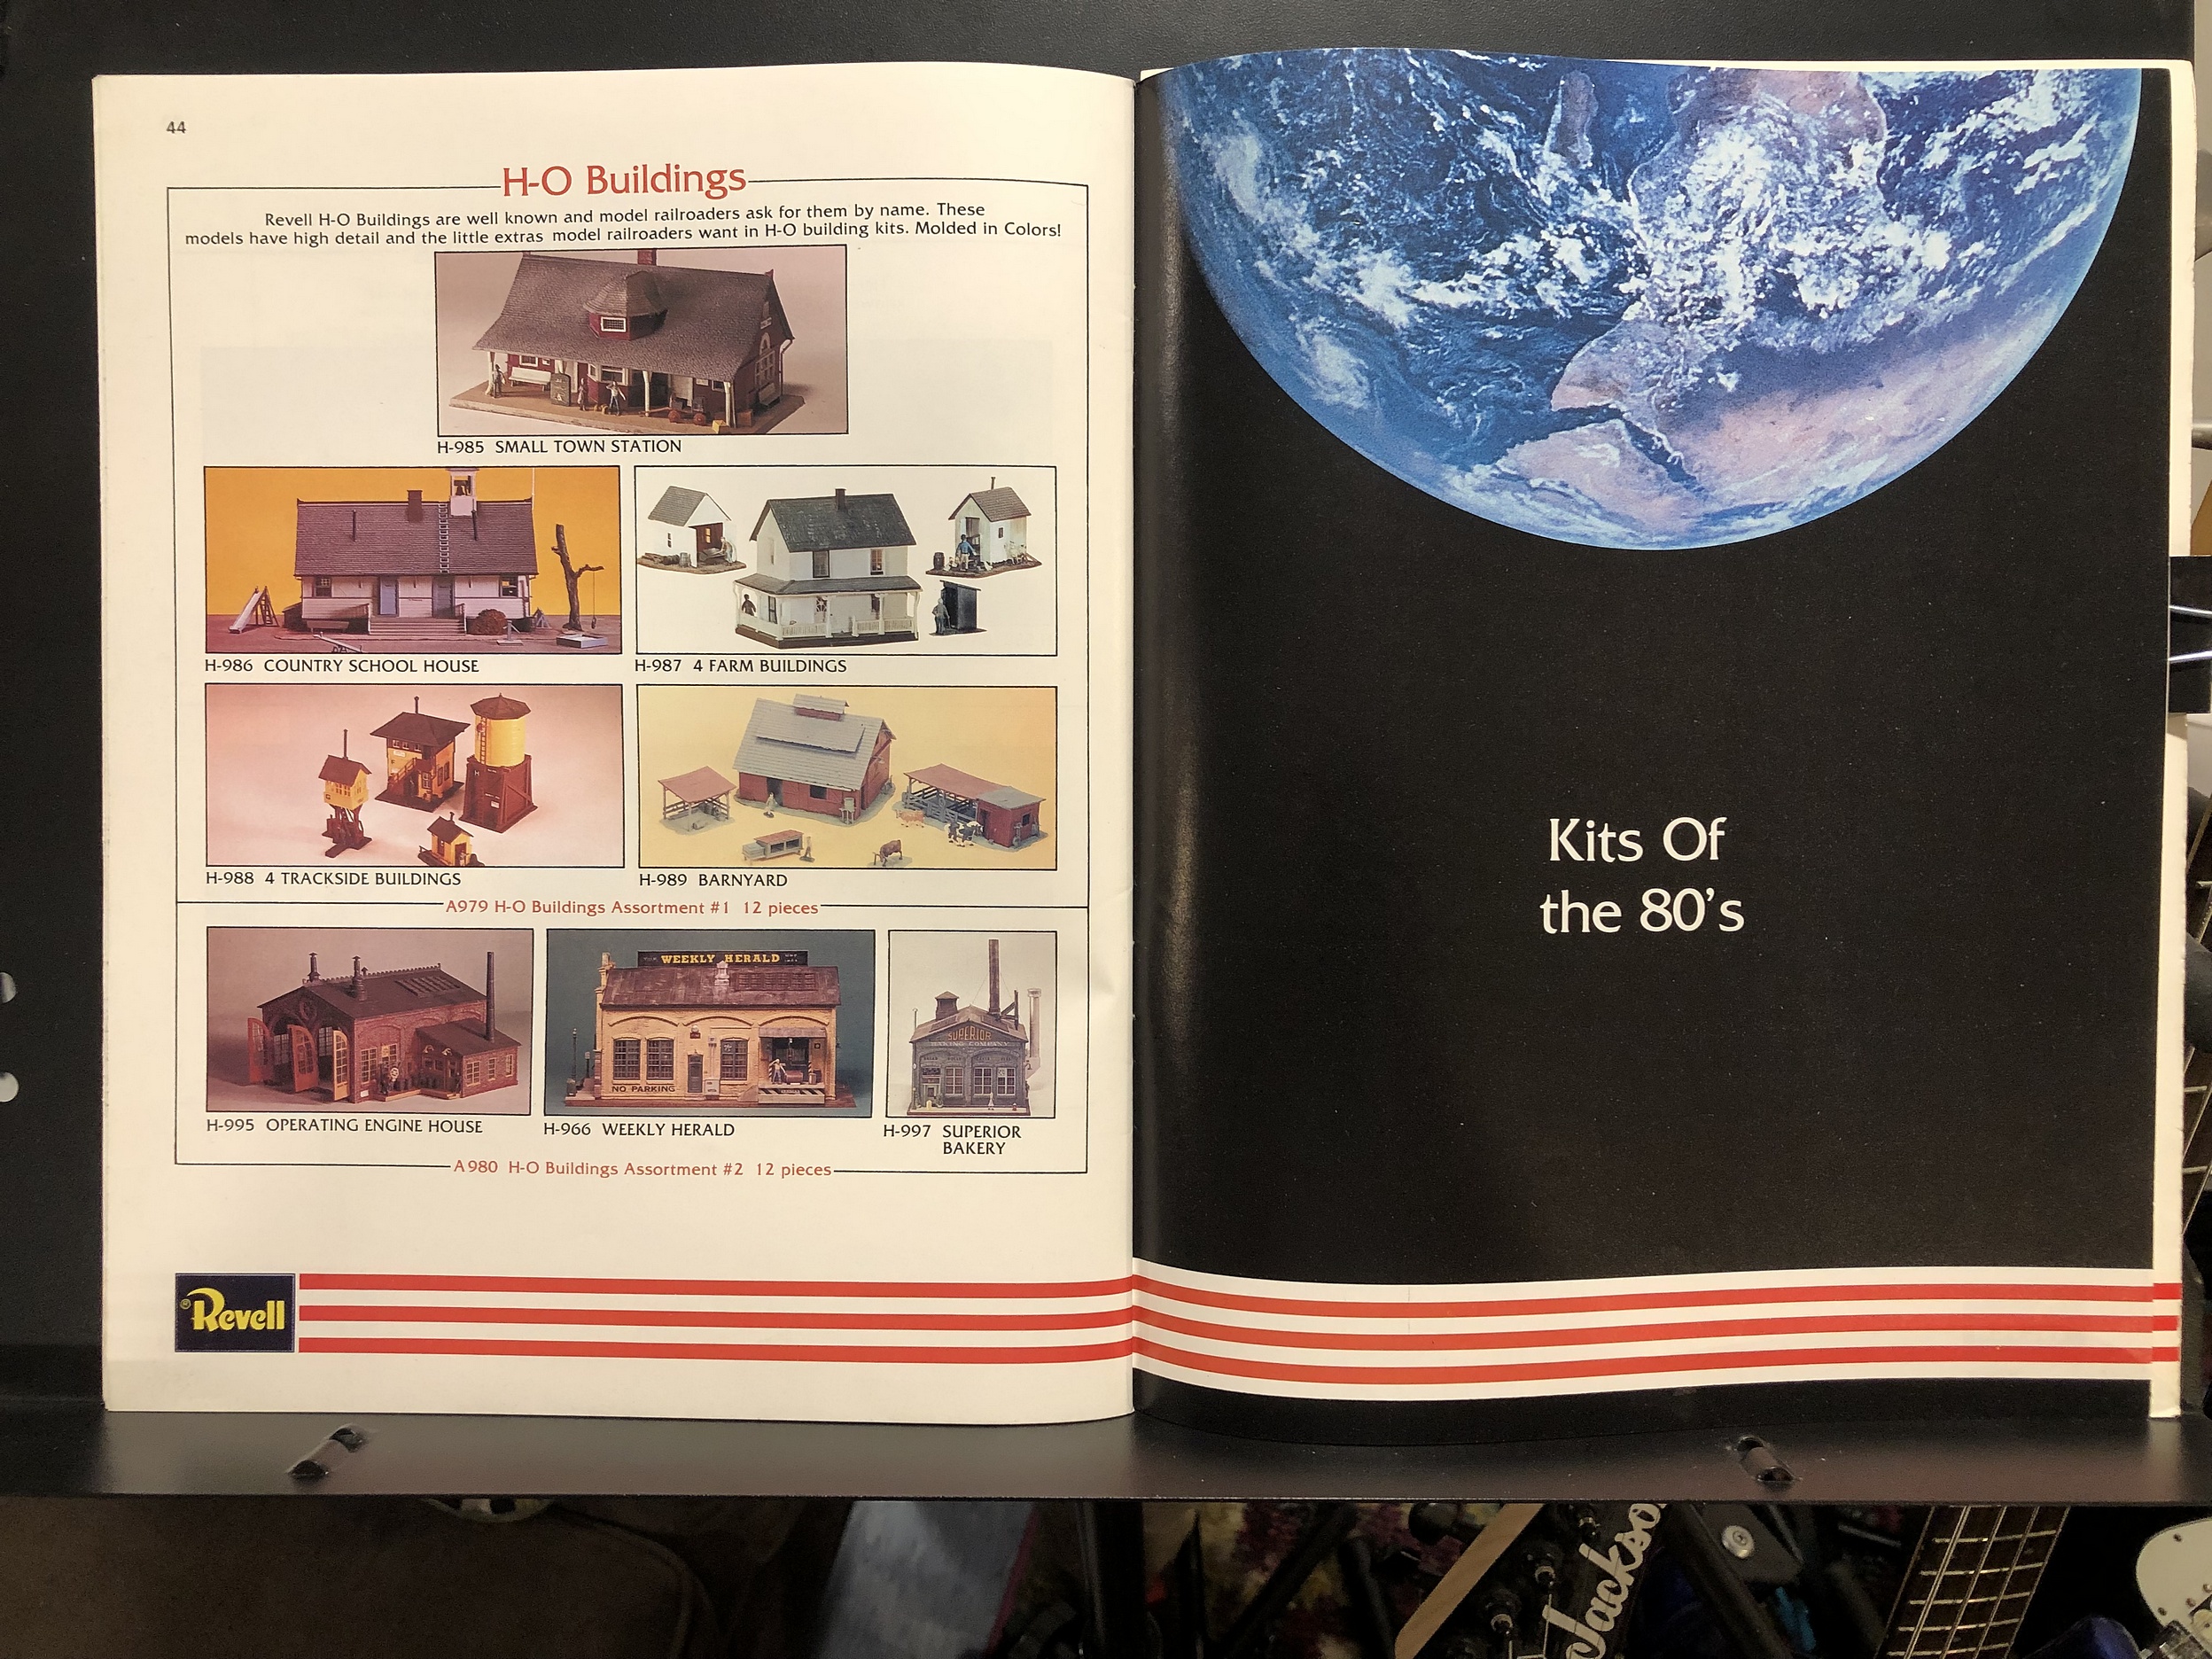 44
H-O Buildings
Revell H-O Buildings are well known and model railroaders ask for them by name. These
models have high detail and the little extras model railroaders want in H-O building kits. Molded in Colors!
H-985 SMALL TOWN STATION
H-986 COUNTRY SCHOOL HOUSE
H-987 4 FARM BUILDINGS
H-988 4 TRACKSIDE BUILDINGS
H-989 BARNYARD
A979 H-O Buildings Assortment #1 12 pieces
WEEKLY HERALD
NO PARKING
SUPERIOR
BAKING COMPANY
H-995 OPERATING ENGINE HOUSE
H-966 WEEKLY HERALD
H-997 SUPERIOR
BAKERY
A980 H-O Buildings Assortment #2 12 pieces
® Revell
Kits Of
the 80's
Jackson